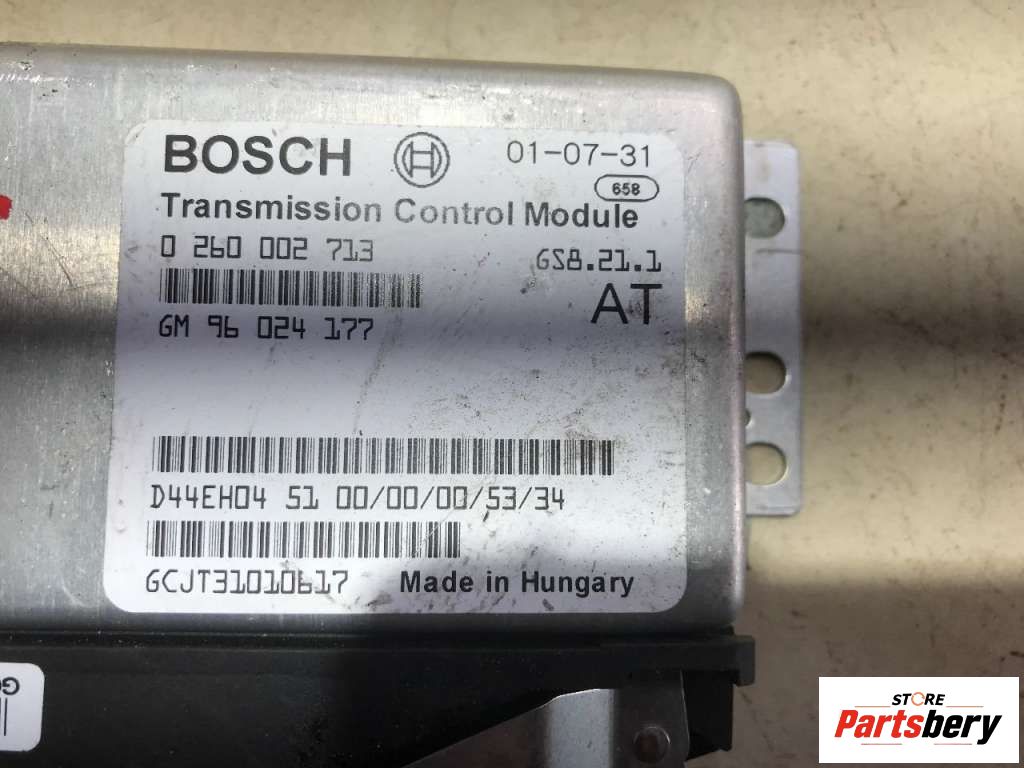 BOSCH 01-07-31
658
Transmission Control Module
0 260 002 713 GS8.21.1
AT
GM 96 024 177
D44EH04 51 00/00/00/53/34
GCJT31010617 Made in Hungary
STORE
Partsbery